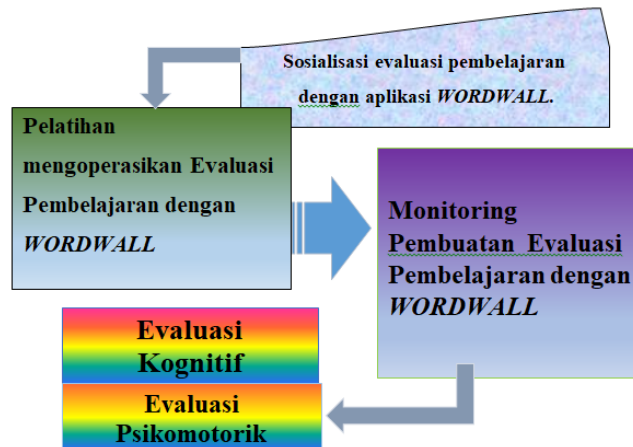 Sosialisasi evaluasi pembelajaran
dengan aplikasi WORDWALL.
Pelatihan
mengoperasikan Evaluasi
Pembelajaran dengan
WORDWALL
Monitoring
Pembuatan Evaluasi
Pembelajaran dengan
WORDWALL
Evaluasi
Kognitif
Evaluasi
Psikomotorik